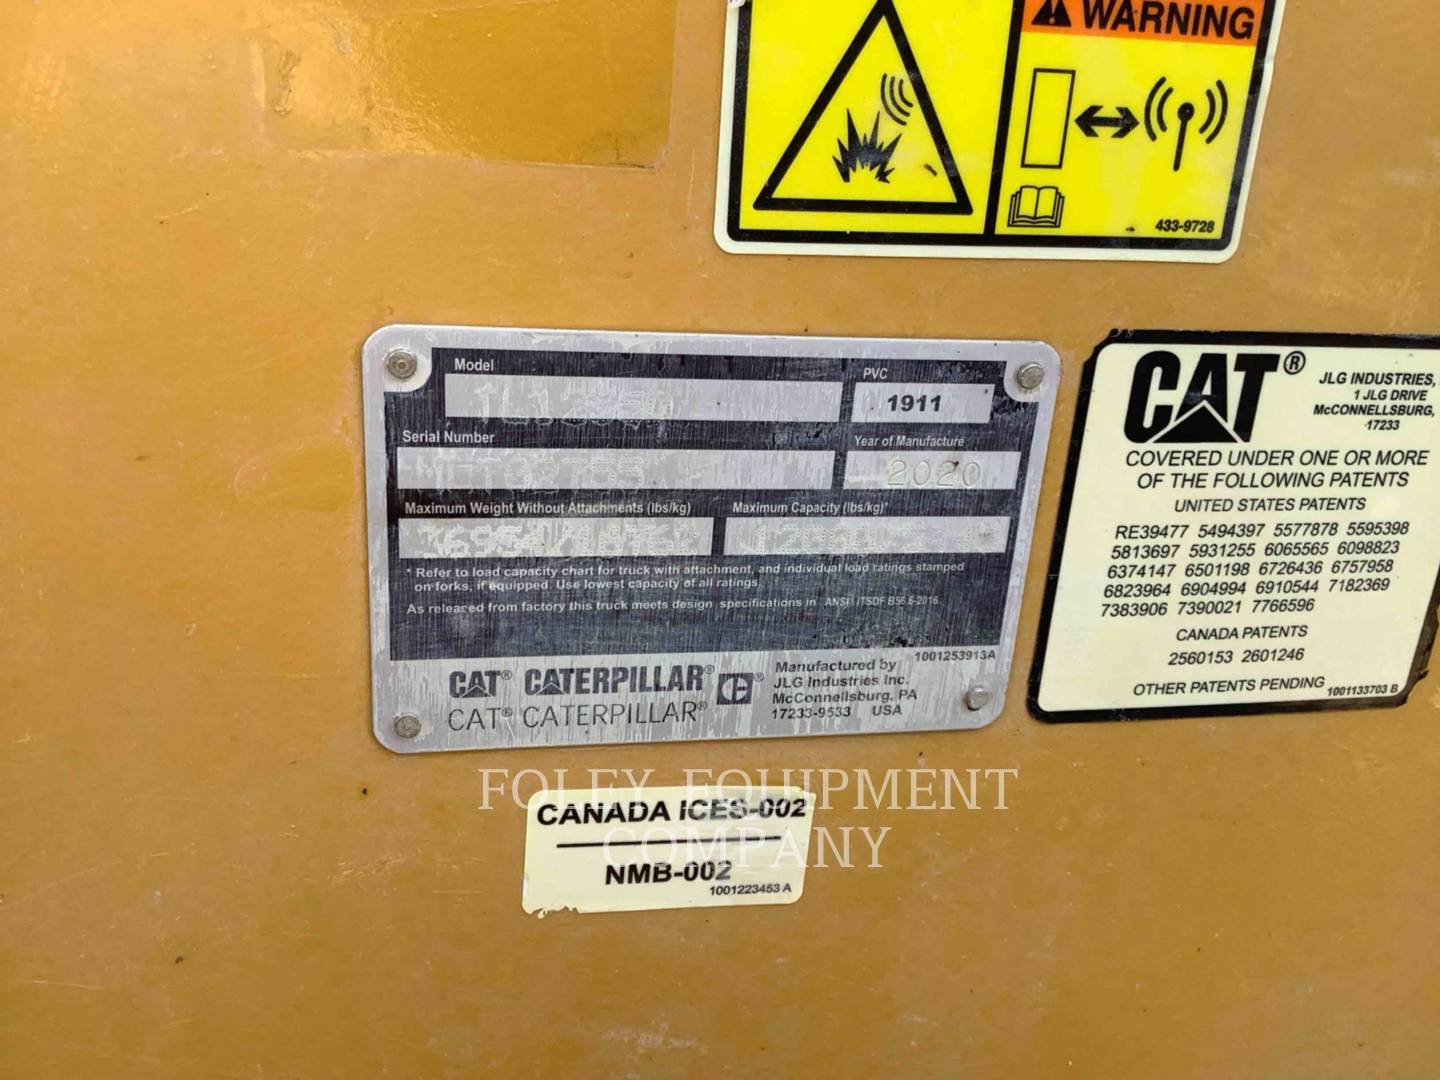 WARNING
433-9728
Model
PVC
1911
Serial Number
Year of Manufacture
2020
Maximum Weight Without Attachments (lbs/kg)
Maximum Capacity (lbs/kg)*
* Refer to load capacity chart for truck with attachment, and individual load ratings stamped
on forks, if equipped. Use lowest capacity of all ratings.
As released from factory this truck meets design specifications in ANSI / ITSDF B56.6-2016
1001253913A
CAT® CATERPILLAR®
CAT® CATERPILLAR®
Manufactured by
JLG Industries Inc.
McConnellsburg, PA
17233-9533 USA
CAT®
JLG INDUSTRIES,
1 JLG DRIVE
McCONNELLSBURG,
17233
COVERED UNDER ONE OR MORE
OF THE FOLLOWING PATENTS
UNITED STATES PATENTS
RE39477 5494397 5577878 5595398
5813697 5931255 6065565 6098823
6374147 6501198 6726436 6757958
6823964 6904994 6910544 7182369
7383906 7390021 7766596
CANADA PATENTS
2560153 2601246
OTHER PATENTS PENDING
1001133703 B
FOLEY EQUIPMENT
COMPANY
CANADA ICES-002
NMB-002
1001223453 A